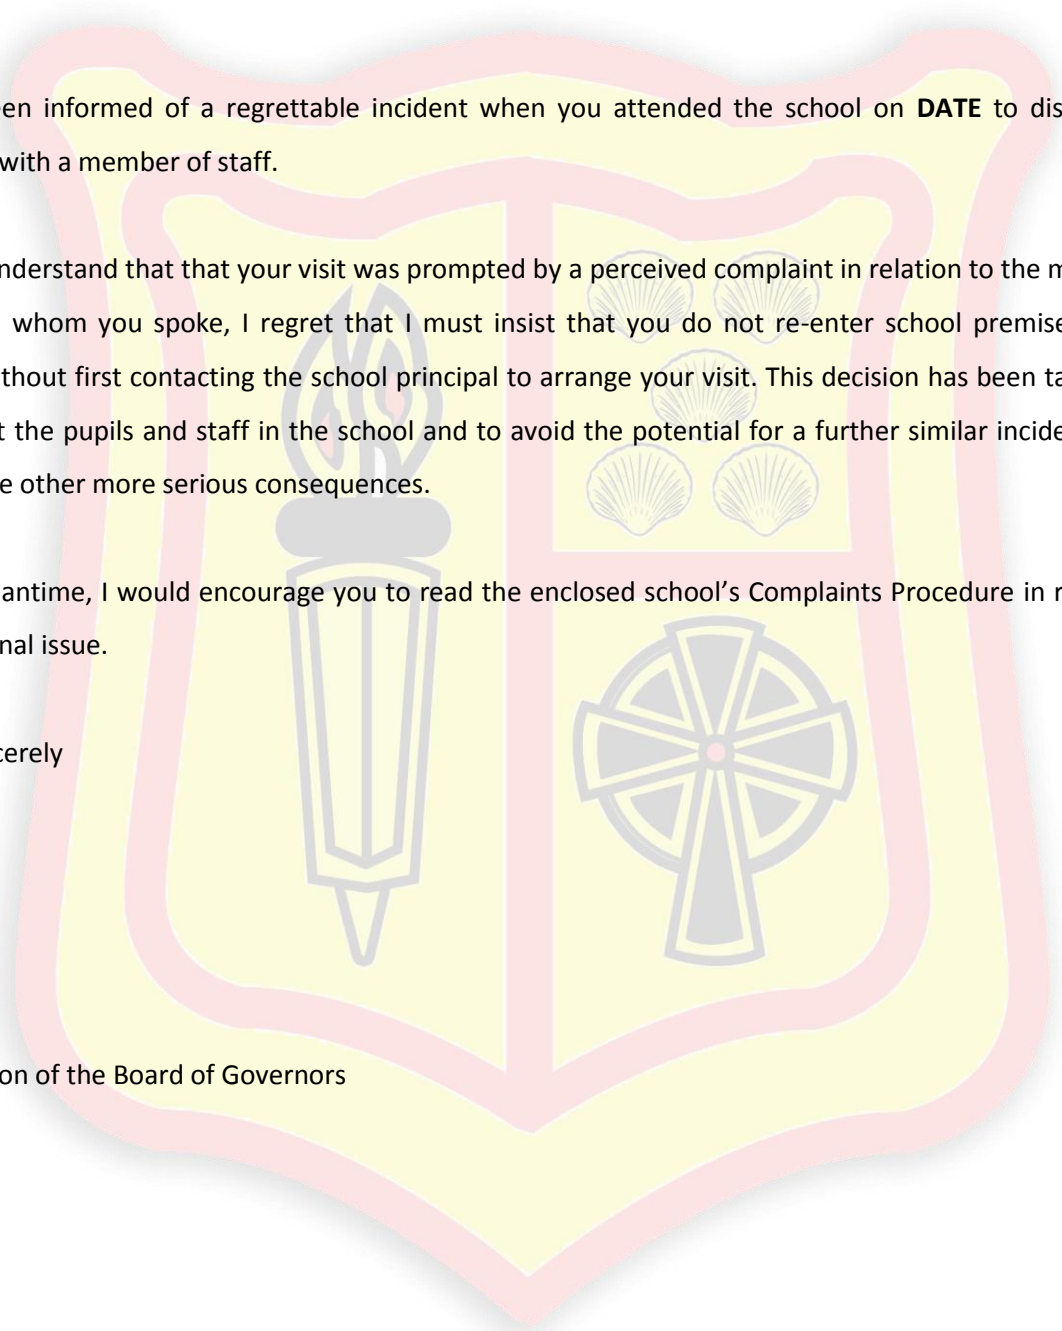 een informed of a regrettable incident when you attended the school on DATE to dis
with a member of staff.
nderstand that that your visit was prompted by a perceived complaint in relation to the m
whom you spoke, I regret that I must insist that you do not re-enter school premise
ithout first contacting the school principal to arrange your visit. This decision has been ta
t the pupils and staff in the school and to avoid the potential for a further similar incide
e other more serious consequences.
antime, I would encourage you to read the enclosed school’s Complaints Procedure in r
nal issue.
cerely
on of the Board of Governors